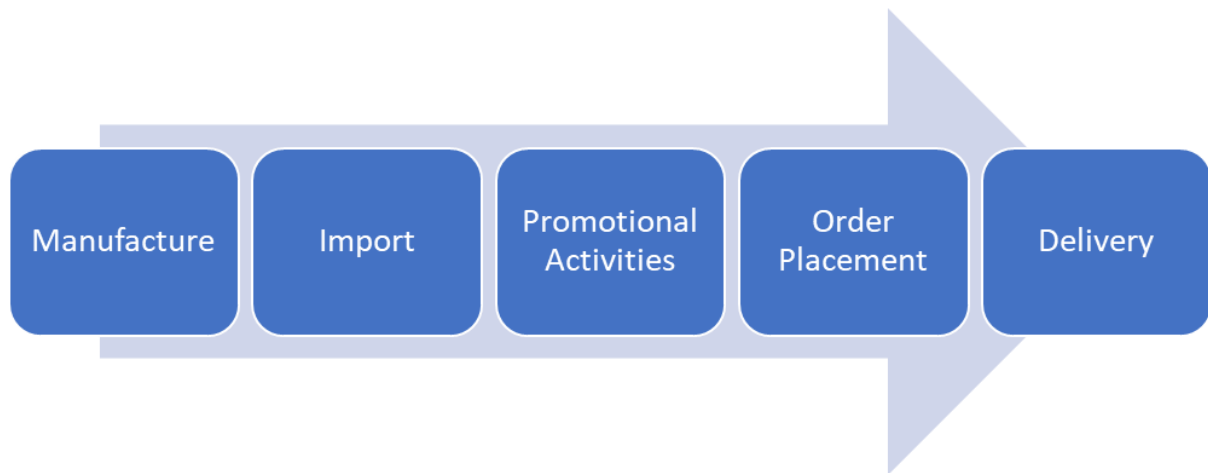 Manufacture
Import
Promotional
Activities
Order
Placement
Delivery